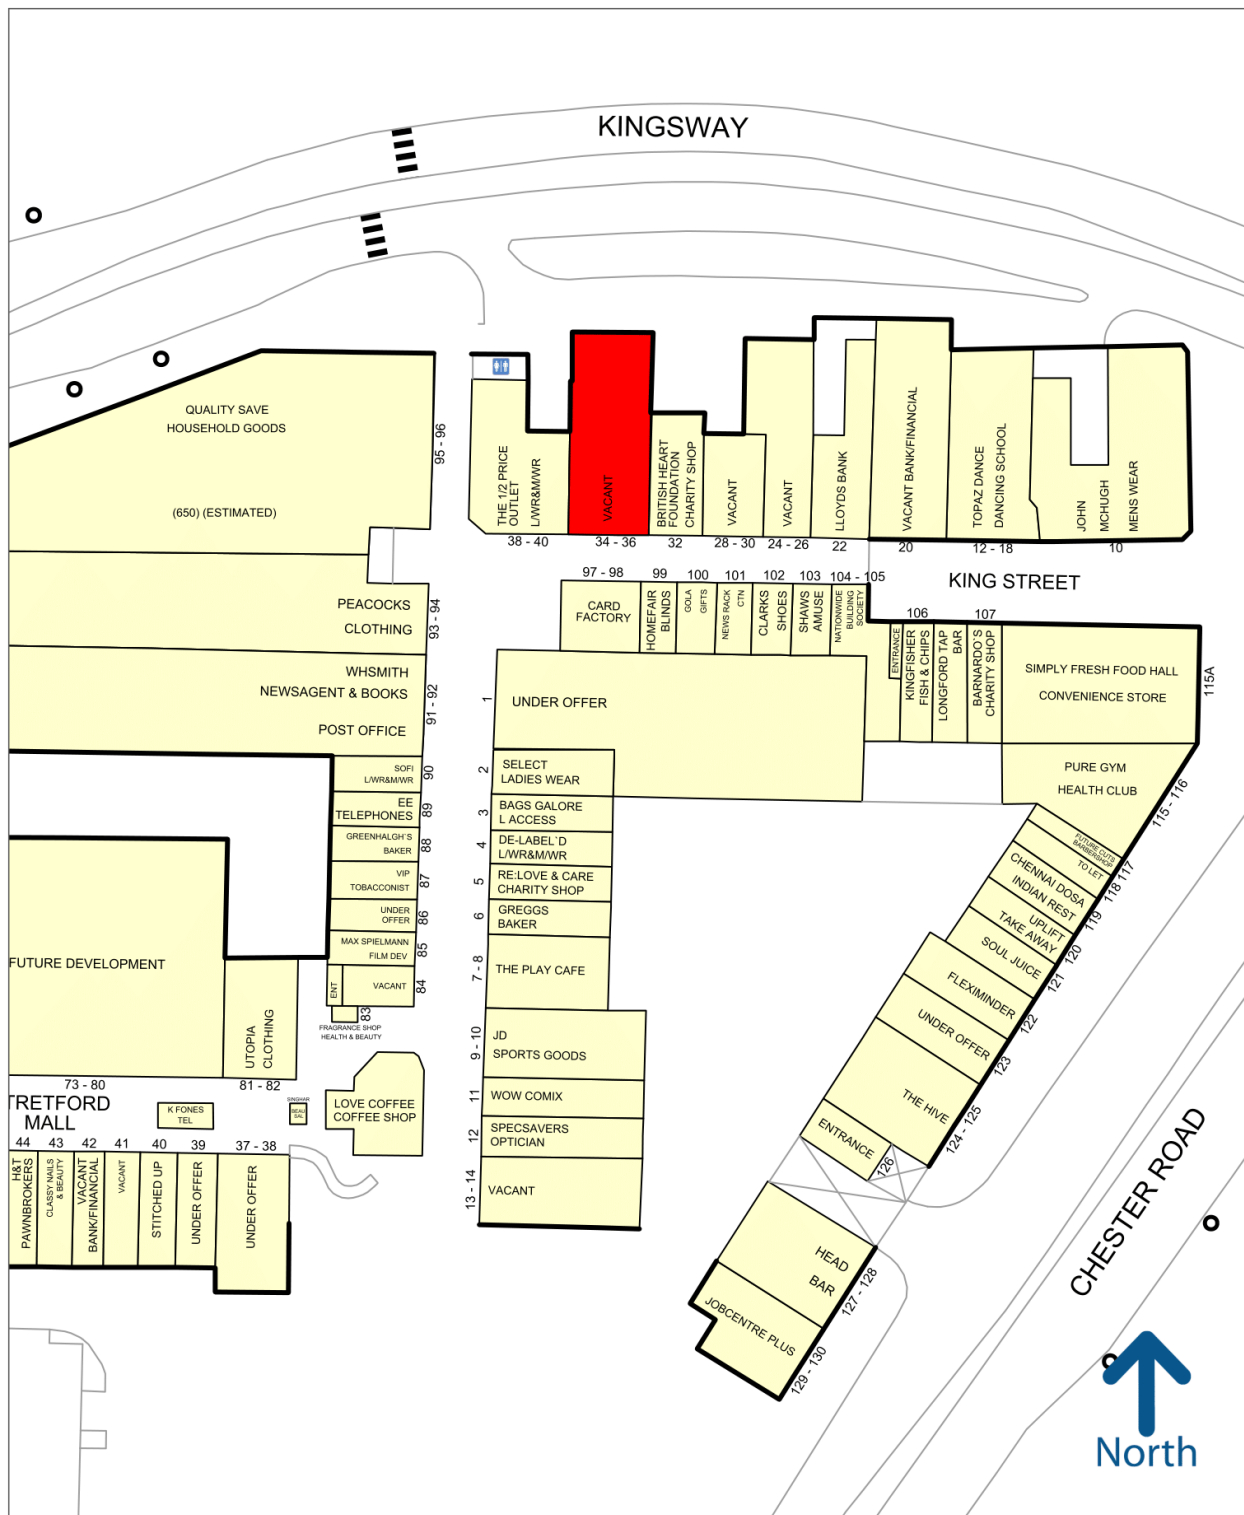 KINGSWAY
QUALITY SAVE
HOUSEHOLD GOODS
(650) (ESTIMATED)
95 - 96
THE 1/2 PRICE
OUTLET
L/WR&M/WR
38 - 40
VACANT
34 - 36
BRITISH HEART
FOUNDATION
CHARITY SHOP
32
VACANT
28 - 30
VACANT
24 - 26
LLOYDS BANK
22
VACANT BANK/FINANCIAL
20
TOPAZ DANCE
DANCING SCHOOL
12 - 18
JOHN
MCHUGH
MENS WEAR
10
KING STREET
PEACOCKS
CLOTHING
93 - 94
WHSMITH
NEWSAGENT & BOOKS
POST OFFICE
91 - 92
97 - 98
CARD
FACTORY
99
HOMEFAIR
BLINDS
100
GOLA
GIFTS
101
NEWS RACK
CTN
102
CLARKS
SHOES
103
SHAWS
AMUSE
104 - 105
NATIONWIDE
BUILDING
SOCIETY
ENTRANCE
106
KINGFISHER
FISH & CHIPS
LONGFORD TAP
BAR
107
BARNARDO`S
CHARITY SHOP
SIMPLY FRESH FOOD HALL
CONVENIENCE STORE
115A
PURE GYM
HEALTH CLUB
115 - 116
FUTURE CUTS
BARBERSHOP
117
TO LET
118
CHENNAI DOSA
INDIAN REST
119
UPLIFT
TAKE AWAY
120
SOUL JUICE
121
FLEXIMINDER
122
UNDER OFFER
123
THE HIVE
124 - 125
ENTRANCE
126
HEAD
BAR
127 - 128
JOBCENTRE PLUS
129 - 130
1
UNDER OFFER
2
SELECT
LADIES WEAR
3
BAGS GALORE
L ACCESS
4
DE-LABEL`D
L/WR&M/WR
5
RE:LOVE & CARE
CHARITY SHOP
6
GREGGS
BAKER
7 - 8
THE PLAY CAFE
9 - 10
JD
SPORTS GOODS
11
WOW COMIX
12
SPECSAVERS
OPTICIAN
13 - 14
VACANT
SOFI
L/WR&M/WR
90
EE
TELEPHONES
89
GREENHALGH`S
BAKER
88
VIP
TOBACCONIST
87
UNDER
OFFER
86
MAX SPIELMANN
FILM DEV
85
ENT
VACANT
84
83
FRAGRANCE SHOP
HEALTH & BEAUTY
FUTURE DEVELOPMENT
73 - 80
UTOPIA
CLOTHING
81 - 82
LOVE COFFEE
COFFEE SHOP
SINGHAR
BEAU
SAL
K FONES
TEL
TRETFORD
MALL
44
H&T
PAWNBROKERS
43
CLASSY NAILS
& BEAUTY
42
VACANT
BANK/FINANCIAL
41
VACANT
40
STITCHED UP
39
UNDER OFFER
37 - 38
UNDER OFFER
CHESTER ROAD
North